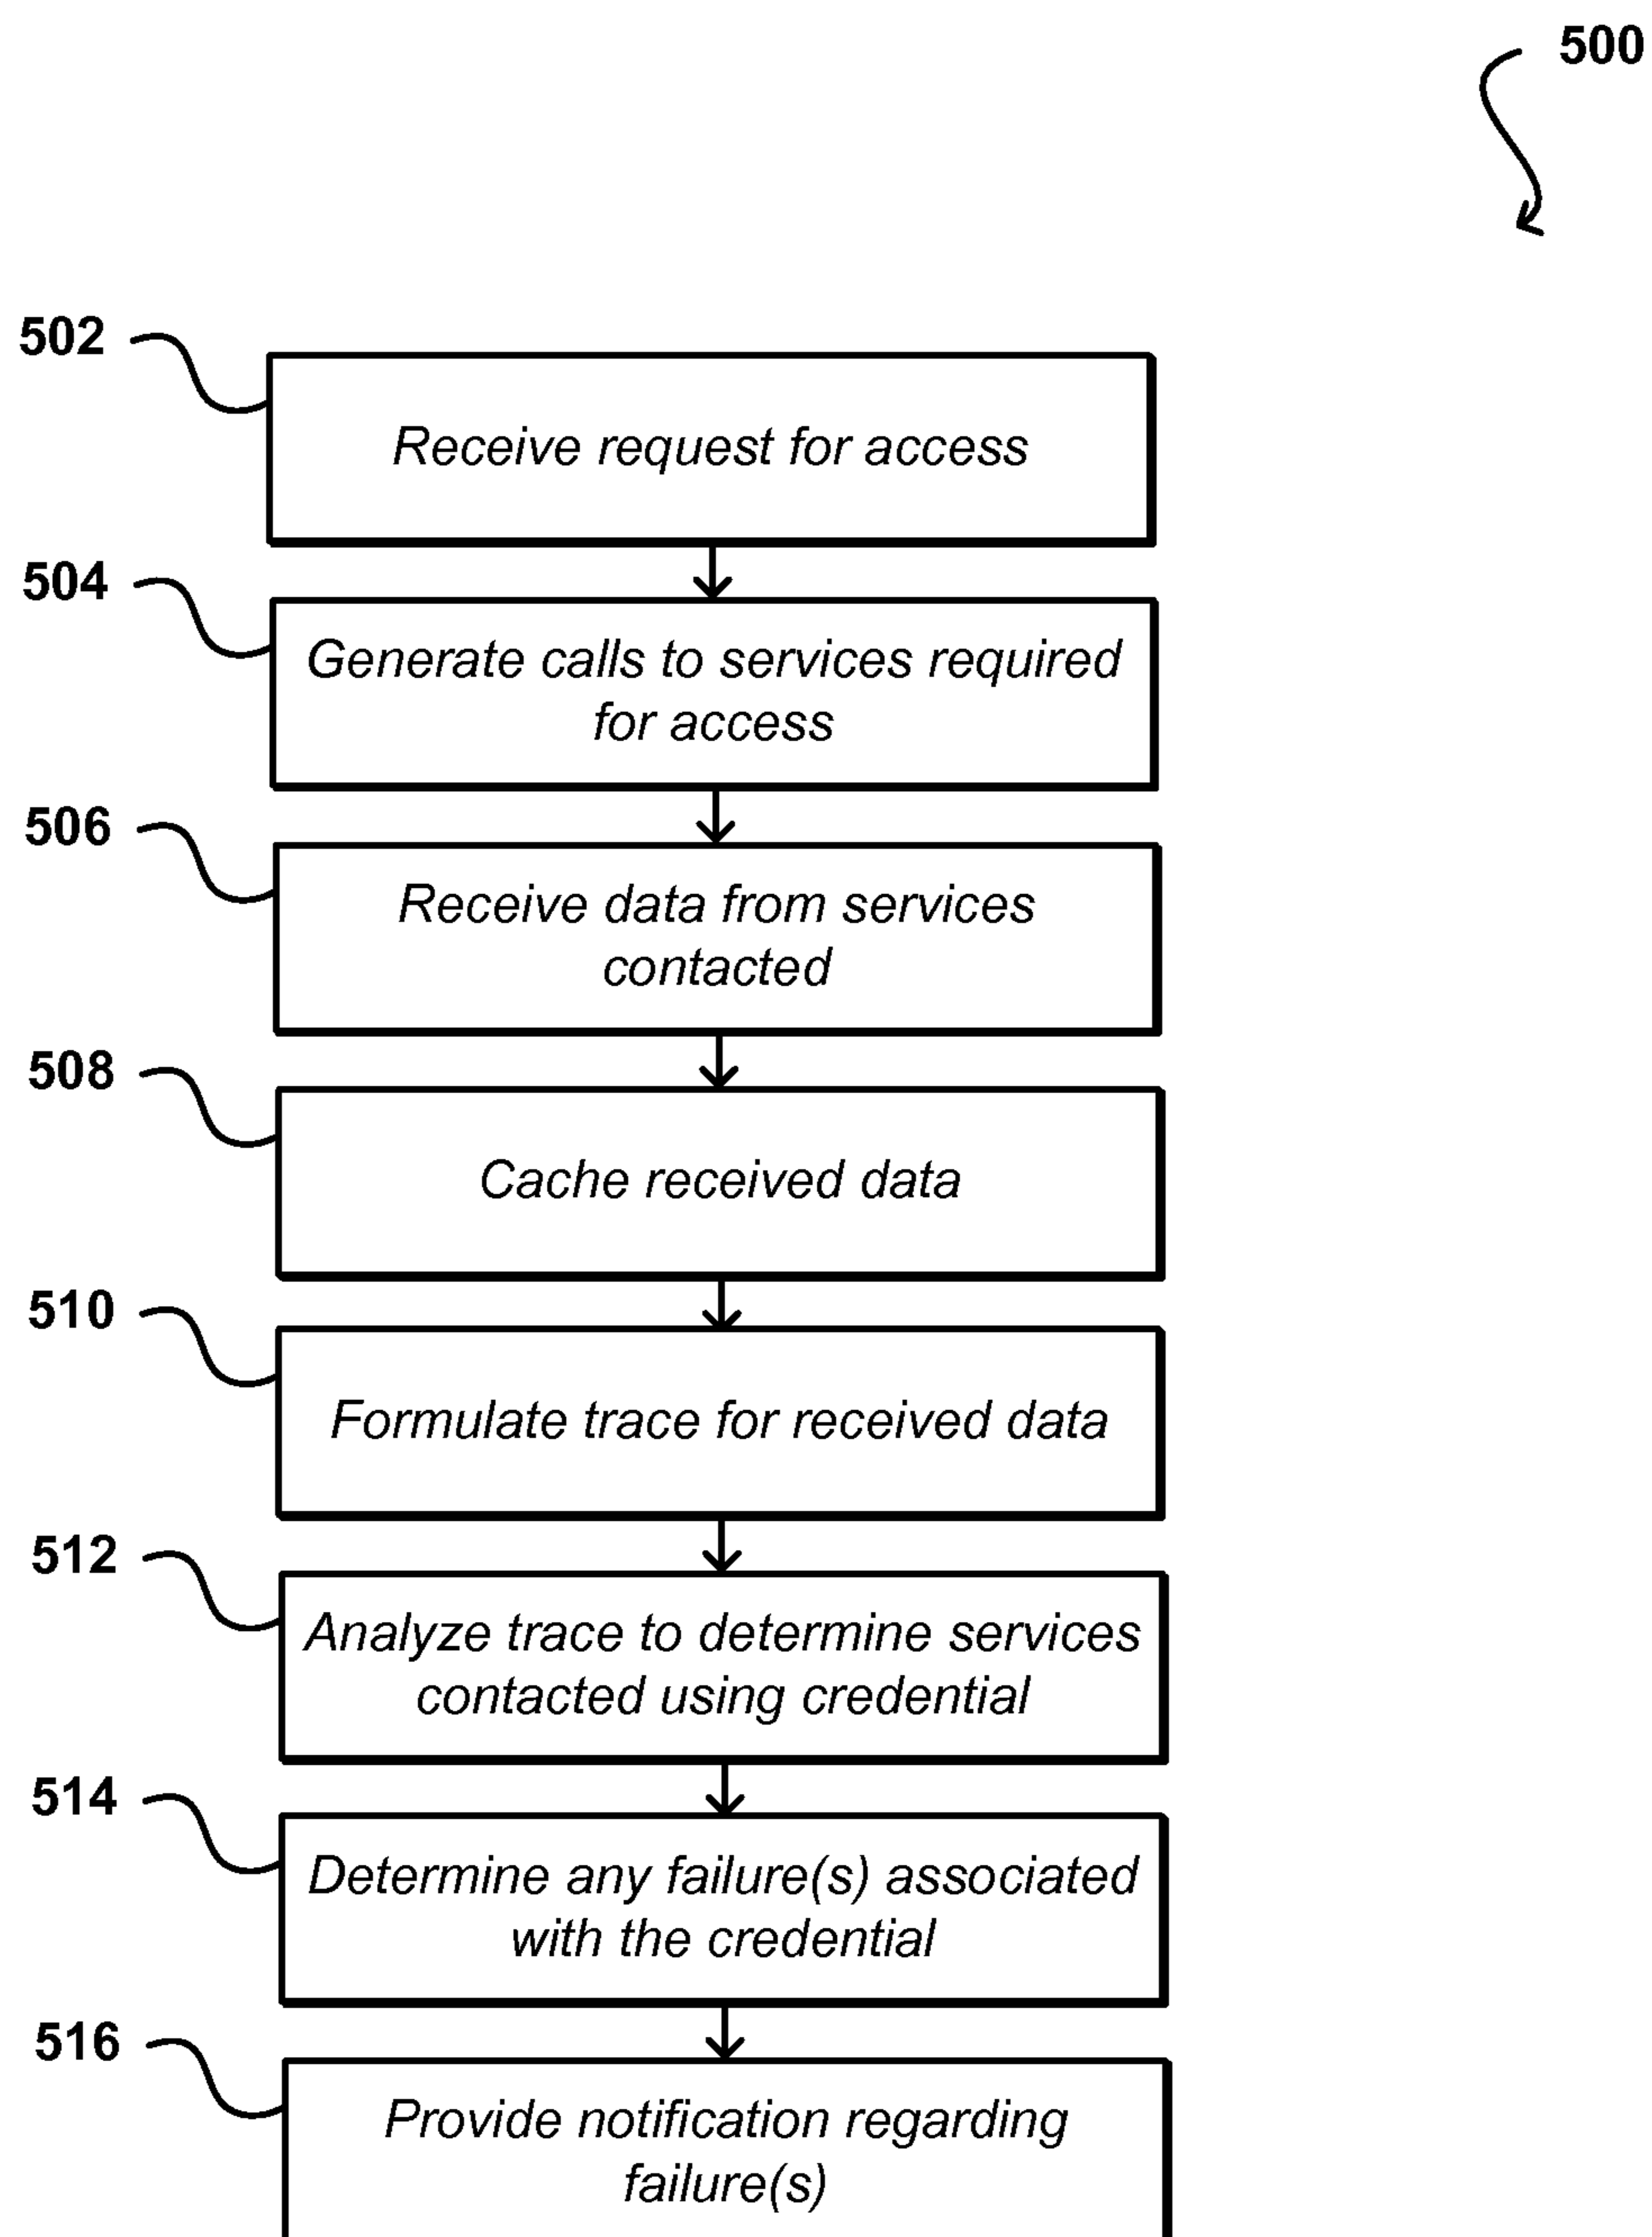 500
502
Receive request for access
504
Generate calls to services required
for access
506
Receive data from services
contacted
508
Cache received data
510
Formulate trace for received data
512
Analyze trace to determine services
contacted using credential
514
Determine any failure(s) associated
with the credential
516
Provide notification regarding
failure(s)